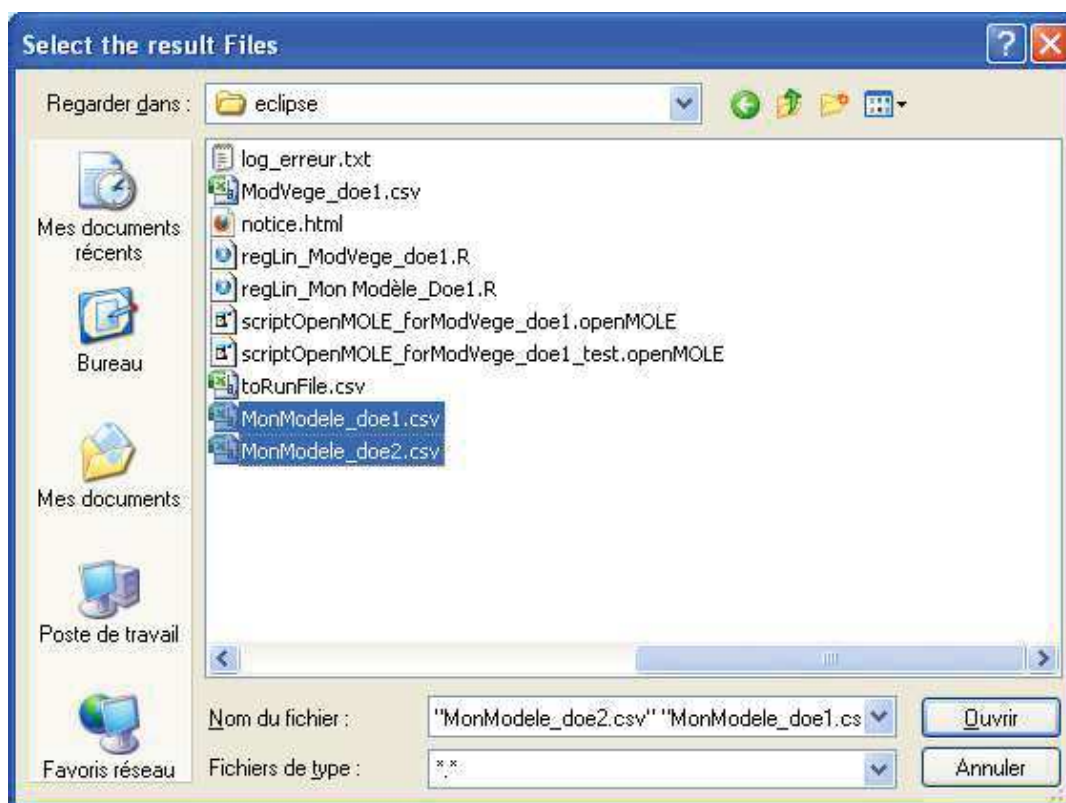 Select the result Files
Regarder dans :
eclipse
Mes documents
récents
Bureau
Mes documents
Poste de travail
Favoris réseau
log_erreur.txt
ModVege_doe1.csv
notice.html
regLin_ModVege_doe1.R
regLin_Mon Modèle_Doe1.R
scriptOpenMOLE_forModVege_doe1.openMOLE
scriptOpenMOLE_forModVege_doe1_test.openMOLE
toRunFile.csv
MonModele_doe1.csv
MonModele_doe2.csv
Nom du fichier :
"MonModele_doe2.csv" "MonModele_doe1.cs
Ouvrir
Fichiers de type :
*.*
Annuler